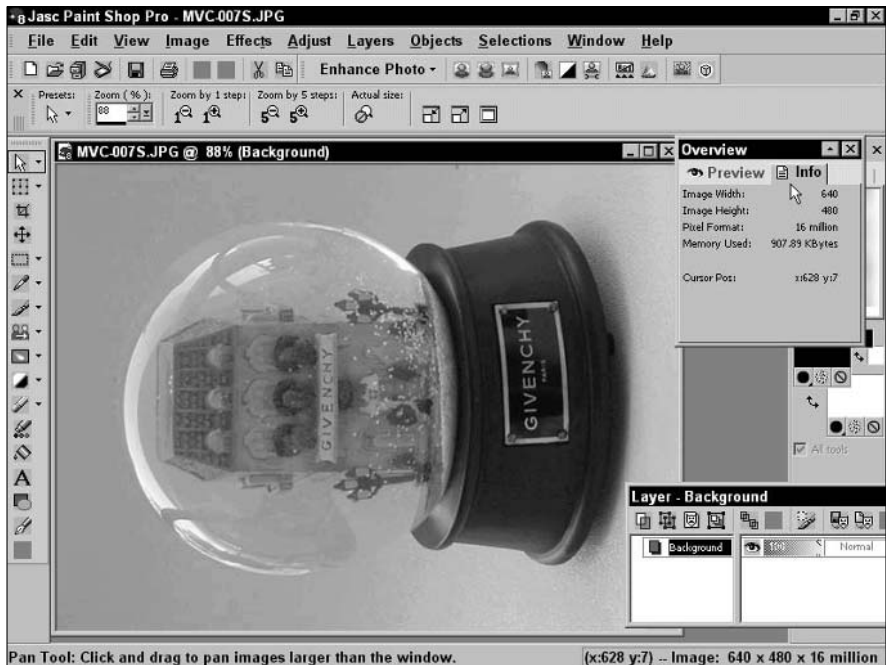 Jasc Paint Shop Pro - MVC-007S.JPG
File Edit View Image Effects Adjust Layers Objects Selections Window Help
Enhance Photo
Presets: Zoom ( % ): Zoom by 1 step: Zoom by 5 steps: Actual size:
88
MVC-007S.JPG @ 88% (Background)
GIVENCHY
GIVENCHY
PARIS
Overview
Preview Info
Image Width: 640
Image Height: 480
Pixel Format: 16 million
Memory Used: 907.89 KBytes
Cursor Pos: x:628 y:7
All tools
Layer - Background
Background 100 Normal
Pan Tool: Click and drag to pan images larger than the window. (x:628 y:7) -- Image: 640 x 480 x 16 million